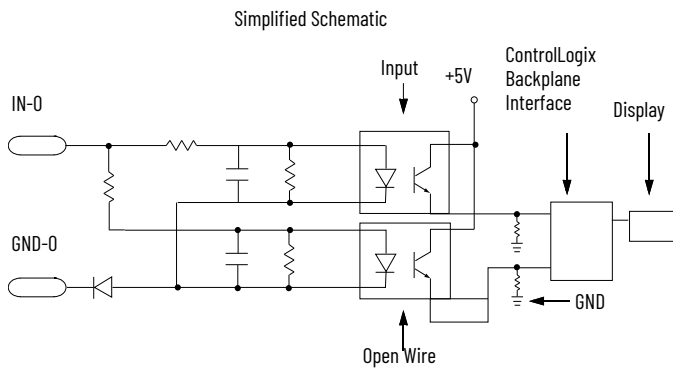 Simplified Schematic
ControlLogix
Backplane
Interface
Input
+5V
Display
IN-0
GND-0
GND
Open Wire